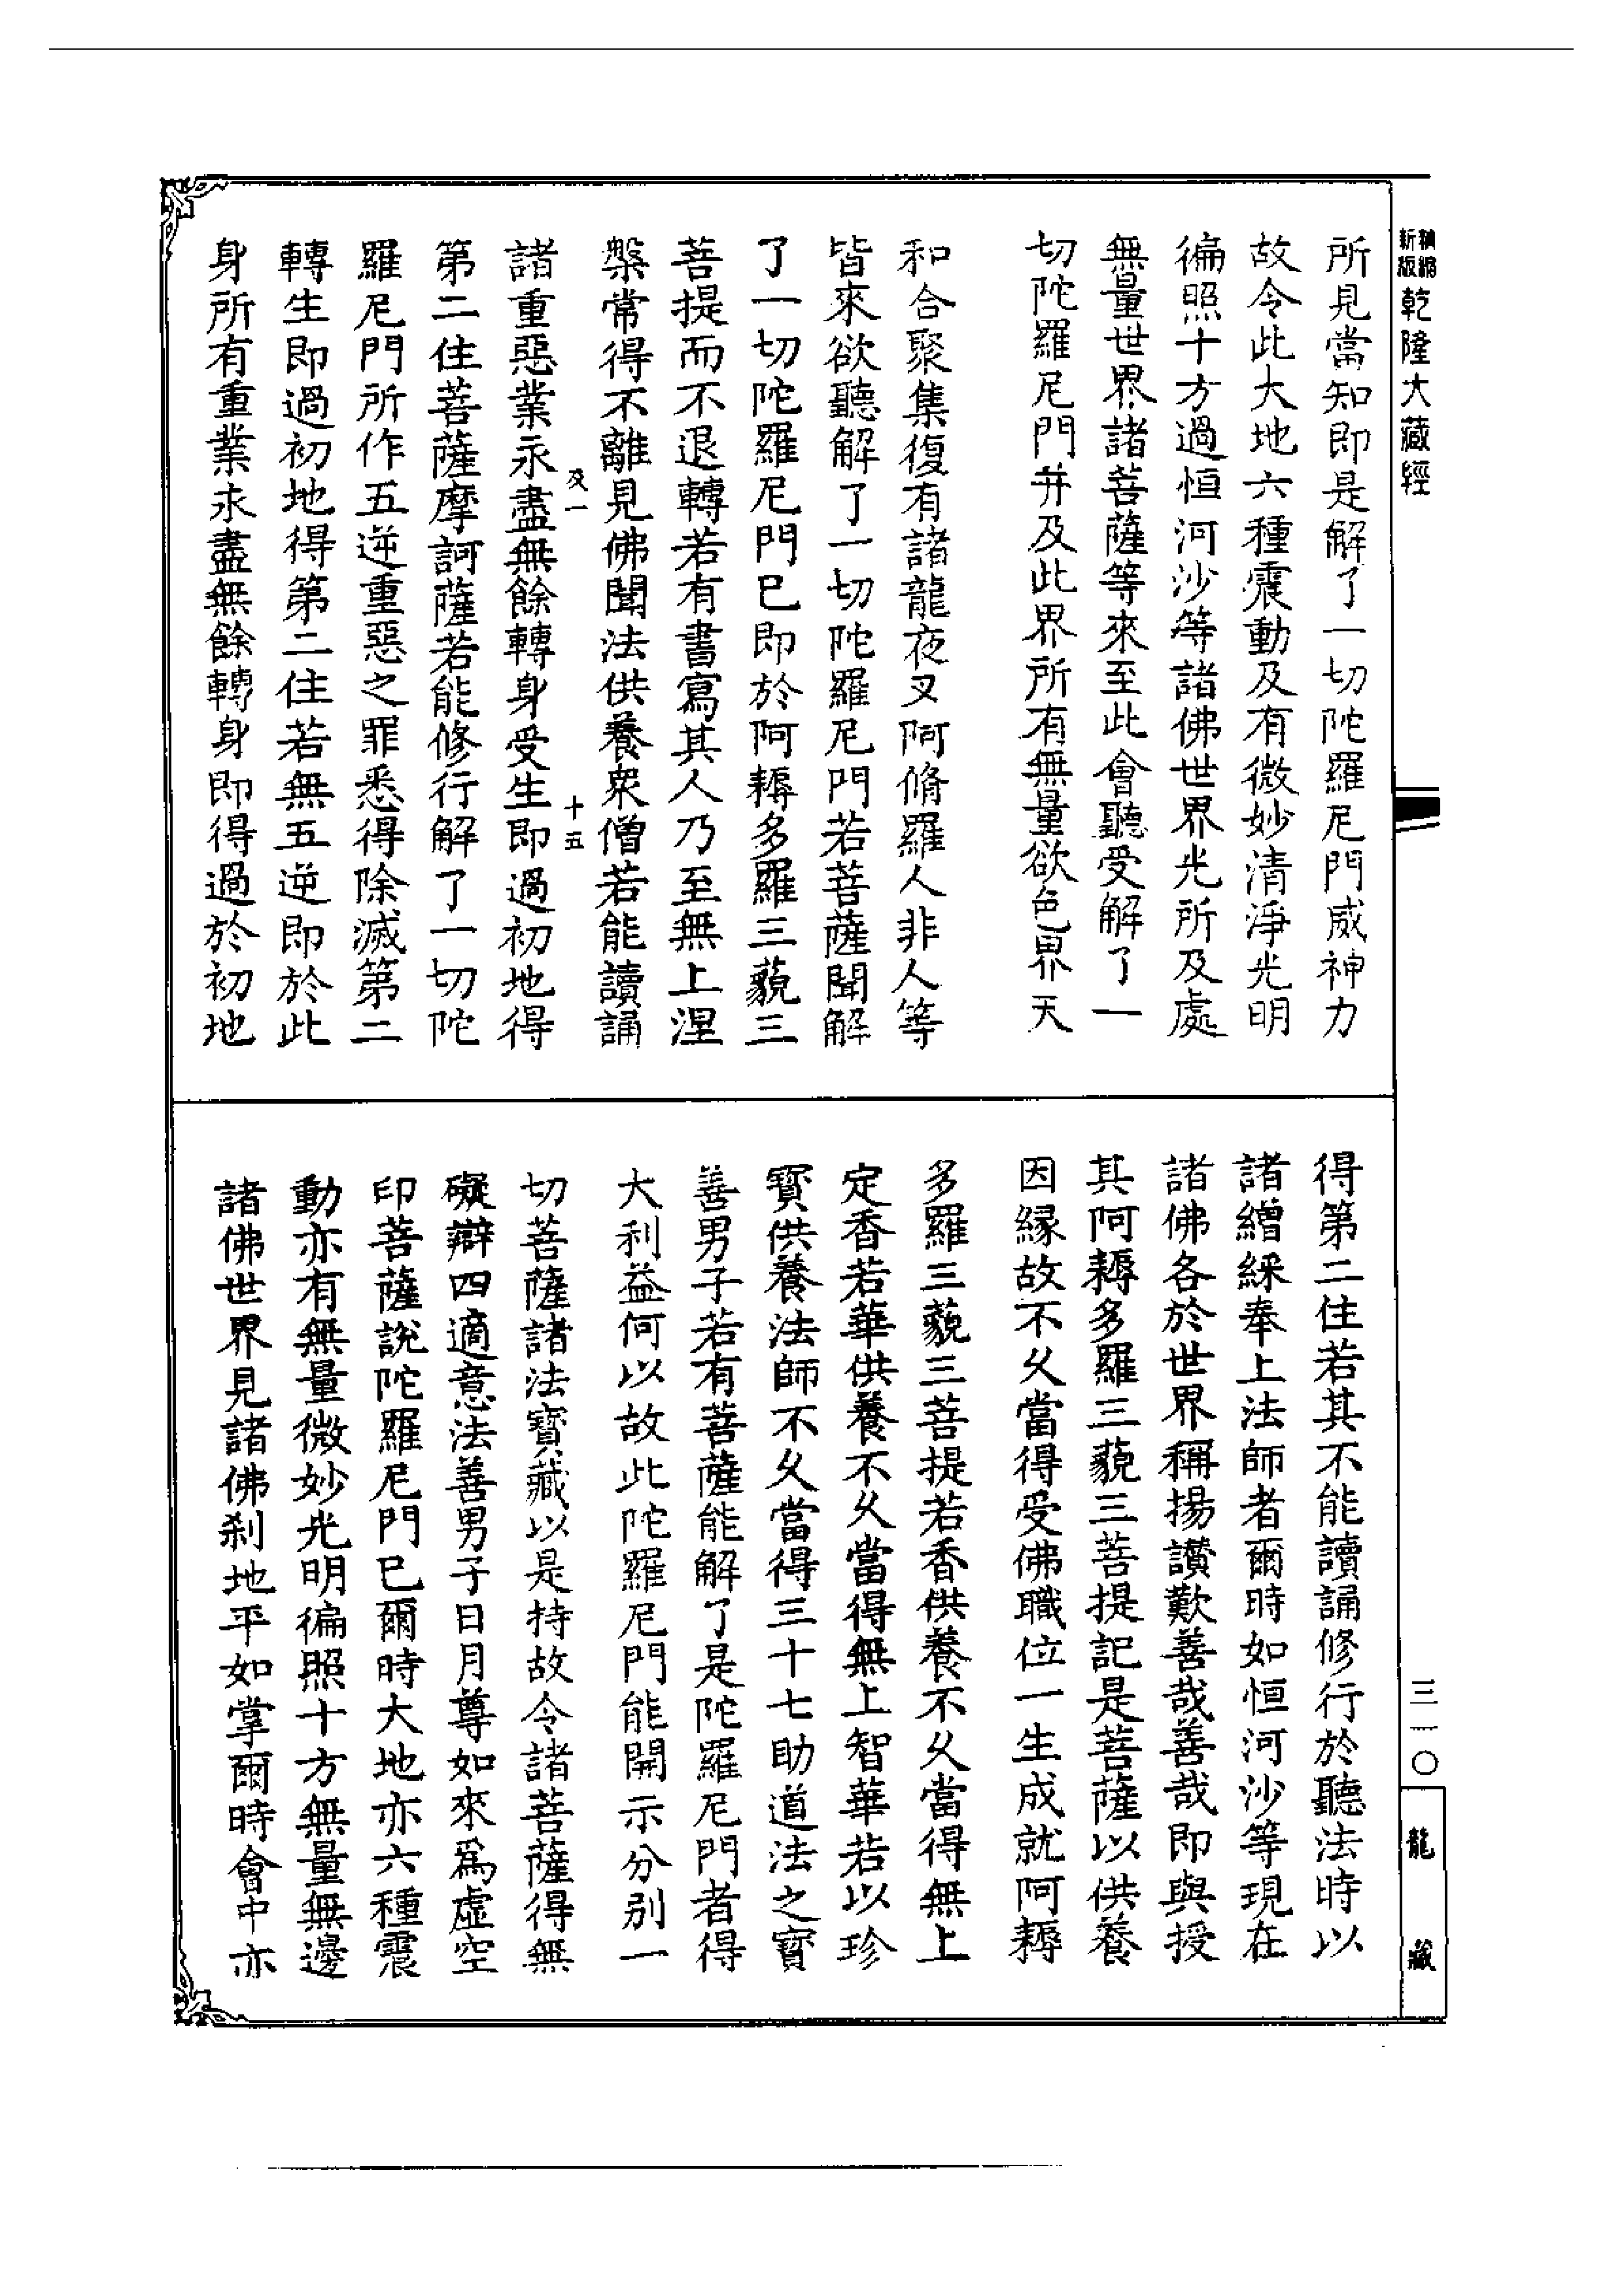 新版精縮乾隆大藏經
所見當知即是解了一切陀羅尼門威神力
故令此大地六種震動及有微妙清淨光明
徧照十方過恒河沙等諸佛世界光所及處
無量世界諸菩薩等來至此會聽受解了一
切陀羅尼門并及此界所有無量欲色界天
和合聚集復有諸龍夜叉阿脩羅人非人等
皆來欲聽解了一切陀羅尼門若菩薩聞解
了一切陀羅尼門已即於阿耨多羅三藐三
菩提而不退轉若有書寫其人乃至無上涅
槃常得不離見佛聞法供養衆僧若能讀誦
及一
十五
諸重惡業永盡無餘轉身受生即過初地得
第二住菩薩摩訶薩若能修行解了一切陀
羅尼門所作五逆重惡之罪悉得除滅第二
轉生即過初地得第二住若無五逆即於此
身所有重業永盡無餘轉身即得過於初地
得第二住若其不能讀誦修行於聽法時以
諸繒綵奉上法師者爾時如恒河沙等現在
諸佛各於世界稱揚讃歎善哉善哉即與授
其阿耨多羅三藐三菩提記是菩薩以供養
因縁故不乆當得受佛職位一生成就阿耨
多羅三藐三菩提若香供養不乆當得無上
定香若華供養不乆當得無上智華若以珍
寳供養法師不乆當得三十七助道法之寳
善男子若有菩薩能解了是陀羅尼門者得
大利益何以故此陀羅尼門能開示分别一
切菩薩諸法寳藏以是持故令諸菩薩得無
礙辯四適意法善男子日月尊如來爲虚空
印菩薩說陀羅尼門已爾時大地亦六種震
動亦有無量微妙光明徧照十方無量無邊
諸佛世界見諸佛刹地平如掌爾時會中亦
三一〇
龍藏